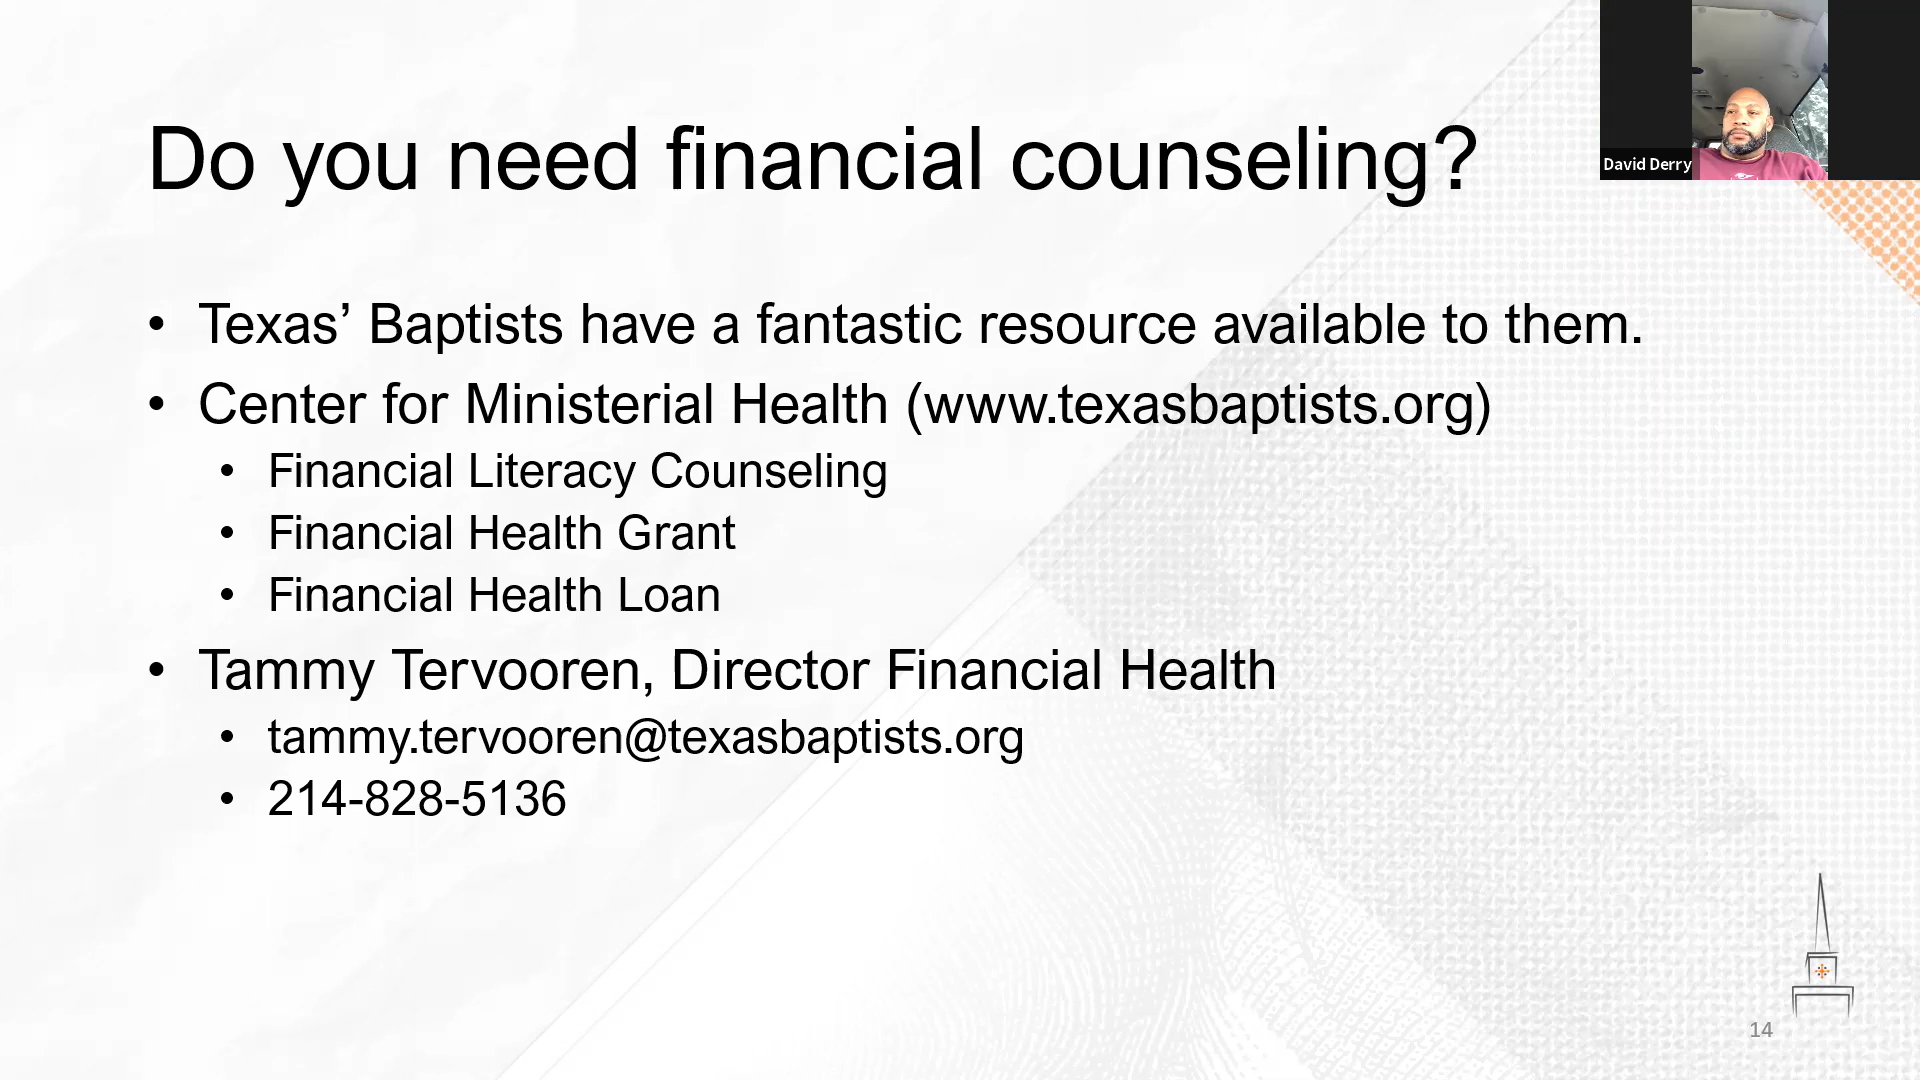 Do you need financial counseling?
David Derry
• Texas’ Baptists have a fantastic resource available to them.
• Center for Ministerial Health (www.texasbaptists.org)
• Financial Literacy Counseling
• Financial Health Grant
• Financial Health Loan
• Tammy Tervooren, Director Financial Health
• tammy.tervooren@texasbaptists.org
• 214-828-5136
14